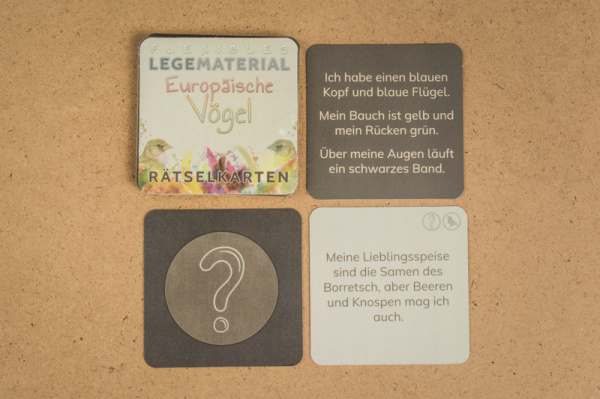 FLEXIBLES
LEGEMATERIAL
Europäische
Vögel
RÄTSELKARTEN
Ich habe einen blauen
Kopf und blaue Flügel.
Mein Bauch ist gelb und
mein Rücken grün.
Über meine Augen läuft
ein schwarzes Band.
?
?
Meine Lieblingsspeise
sind die Samen des
Borretsch, aber Beeren
und Knospen mag ich
auch.